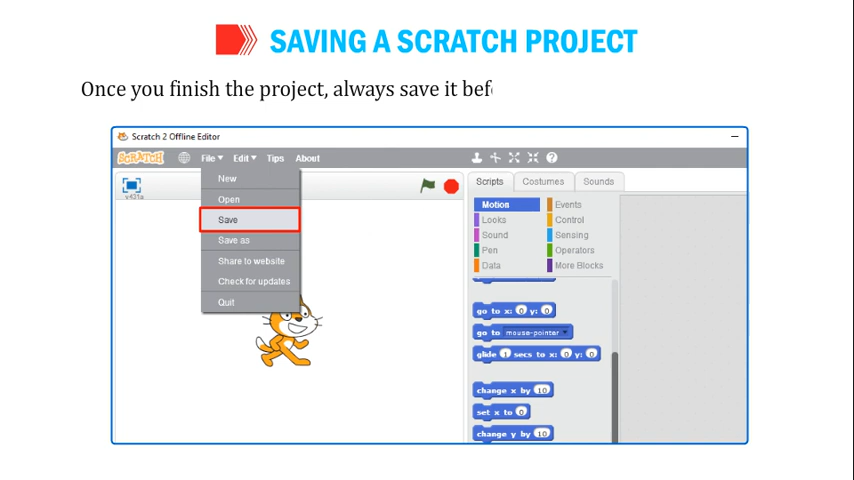 SAVING A SCRATCH PROJECT
Once you finish the project, always save it
Scratch 2 Offline Editor
SCRATCH File Edit Tips About
v431a
New
Open
Save
Save as
Share to website
Check for updates
Quit
Scripts Costumes Sounds
Motion Events
Looks Control
Sound Sensing
Pen Operators
Data More Blocks
go to x: 0 y: 0
go to mouse-pointer
glide 1 secs to x: 0 y: 0
change x by 10
set x to 0
change y by 10